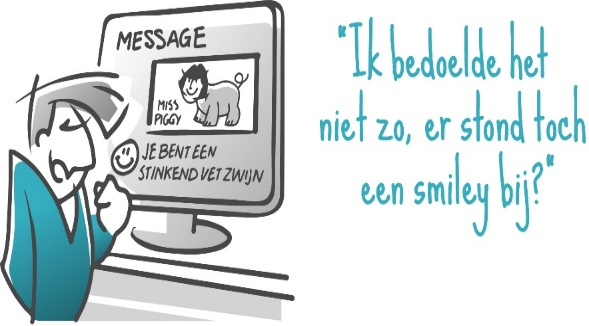 MESSAGE
MISS
PIGGY
JE BENT EEN
STINKEND VET ZWIJN
"Ik bedoelde het
niet zo, er stond toch
een smiley bij?"